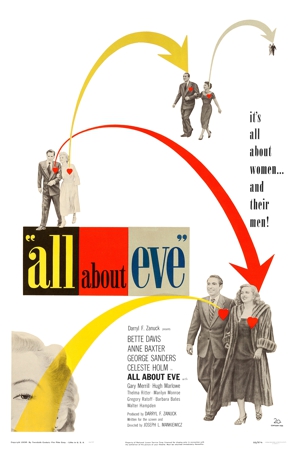 it's
all
about
women...
and
their
men!
"all about eve"
Darryl F. Zanuck
BETTE DAVIS
ANNE BAXTER
GEORGE SANDERS
CELESTE HOLM
ALL ABOUT EVE
Gary Merrill Hugh Marlowe
Thelma Ritter Marilyn Monroe
Gregory Ratoff Barbara Bates
Walter Hampden
Produced by DARRYL F. ZANUCK
Written for the screen and
Directed by JOSEPH L. MANKIEWICZ
20